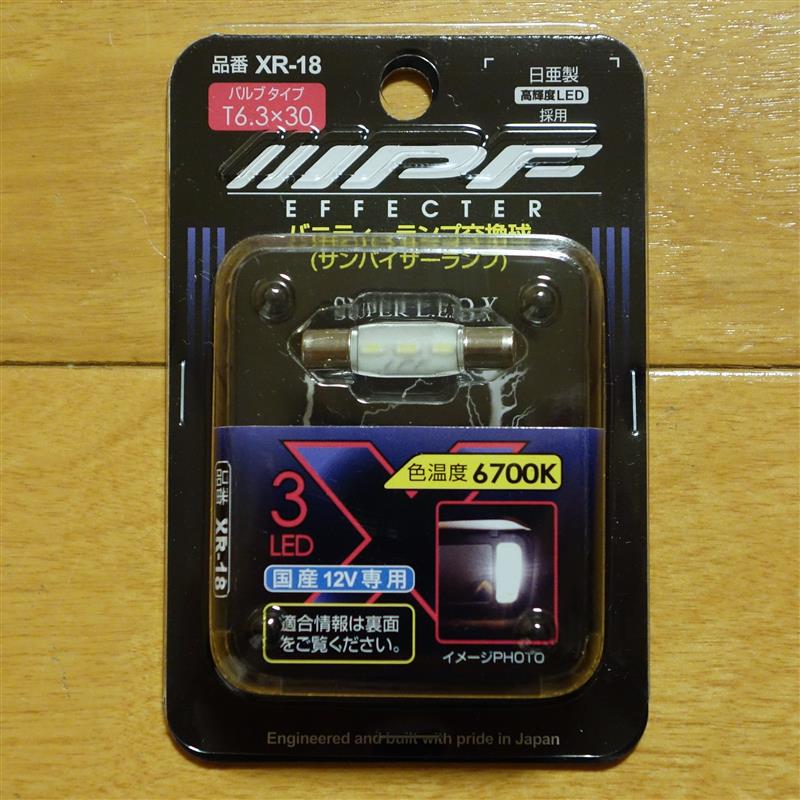 品番 XR-18
バルブタイプ
T6.3×30
日亜製
高輝度LED
採用
IPF
EFFECTER
バニティーランプ交換球
(サンバイザーランプ)
SUPER L.E.D X
色温度 6700K
3
LED
X
国産12V専用
適合情報は裏面
をご覧ください。
イメージPHOTO
品番 XR-18
Engineered and built with pride in Japan